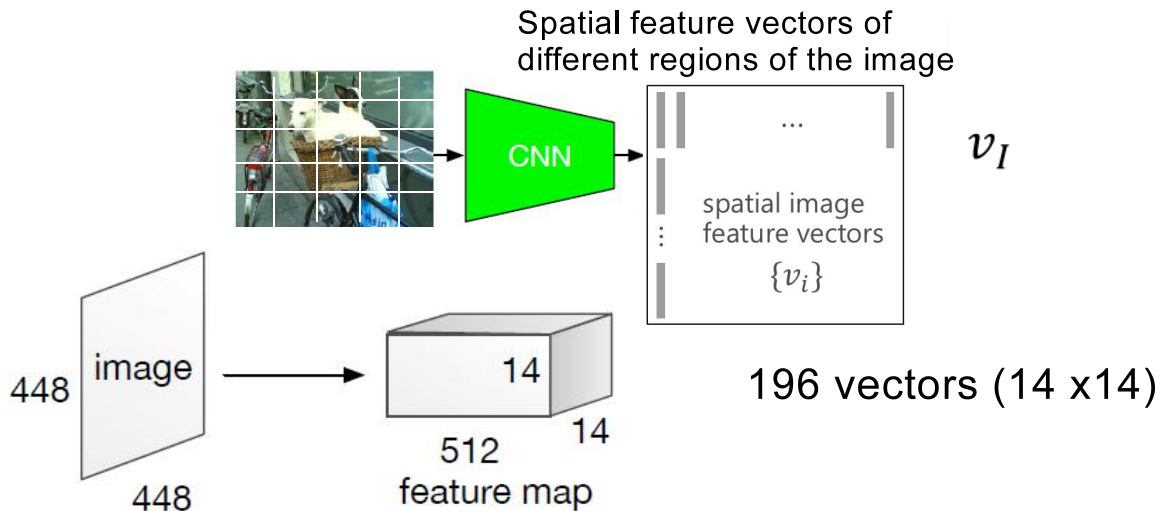 Spatial feature vectors of
different regions of the image
CNN
...
v_I
spatial image
⋮ feature vectors
{v_i}
image
448
448
14
14
512
feature map
196 vectors (14 x14)